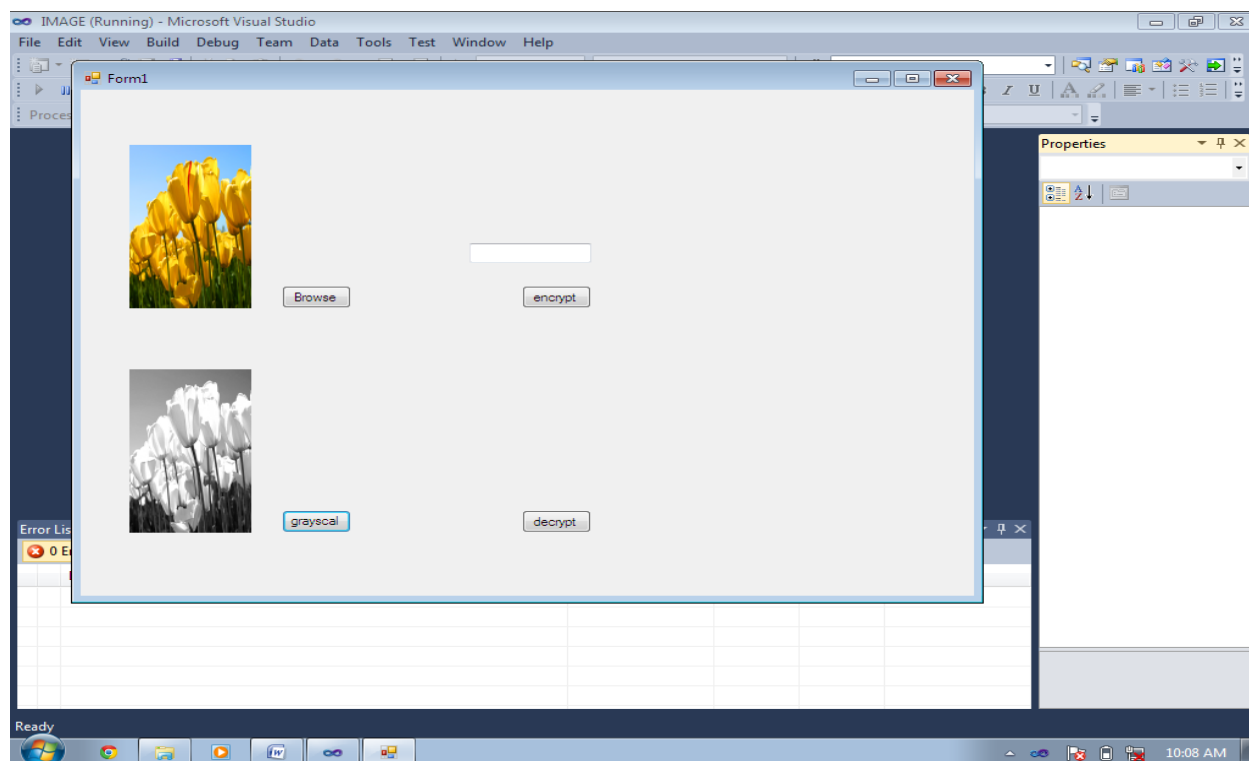 IMAGE (Running) - Microsoft Visual Studio
File Edit View Build Debug Team Data Tools Test Window Help
Form1
Proces
Properties
Browse
encrypt
grayscal
decrypt
Error Lis
0 E
Ready
10:08 AM